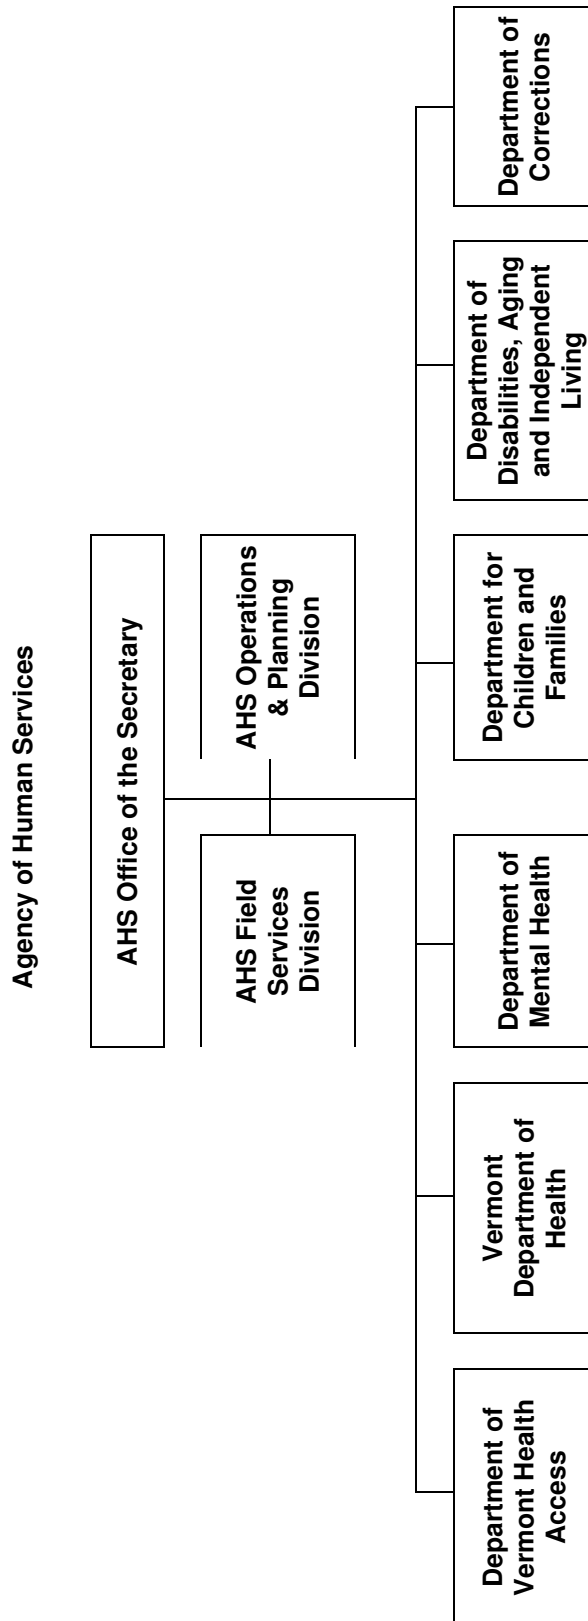 Agency of Human Services
AHS Office of the Secretary
AHS Field
Services
Division
AHS Operations
& Planning
Division
Department of
Vermont Health
Access
Vermont
Department of
Health
Department of
Mental Health
Department for
Children and
Families
Department of
Disabilities, Aging
and Independent
Living
Department of
Corrections